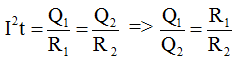 I²t = Q₁/R₁ = Q₂/R₂ => Q₁/Q₂ = R₁/R₂